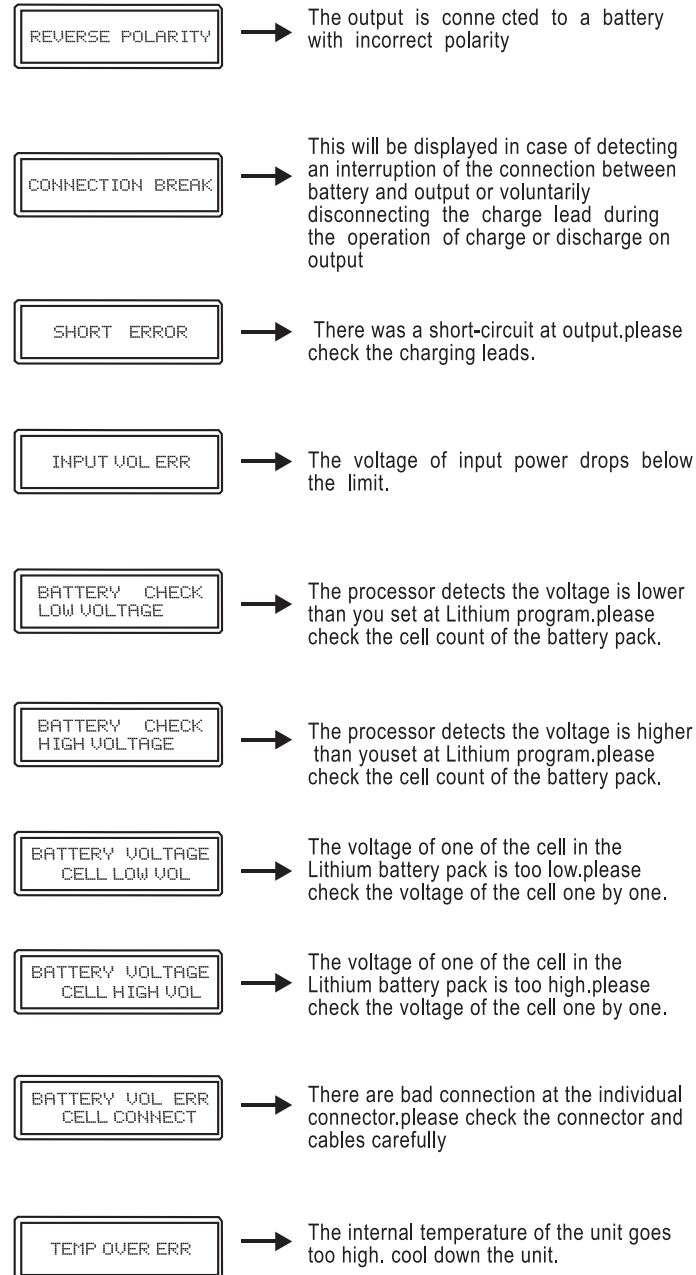 REVERSE POLARITY
The output is conne cted to a battery
with incorrect polarity
CONNECTION BREAK
This will be displayed in case of detecting
an interruption of the connection between
battery and output or voluntarily
disconnecting the charge lead during
the operation of charge or discharge on
output
SHORT ERROR
There was a short-circuit at output.please
check the charging leads.
INPUT VOL ERR
The voltage of input power drops below
the limit.
BATTERY CHECK
LOW VOLTAGE
The processor detects the voltage is lower
than you set at Lithium program.please
check the cell count of the battery pack.
BATTERY CHECK
HIGH VOLTAGE
The processor detects the voltage is higher
than youset at Lithium program.please
check the cell count of the battery pack.
BATTERY VOLTAGE
CELL LOW VOL
The voltage of one of the cell in the
Lithium battery pack is too low.please
check the voltage of the cell one by one.
BATTERY VOLTAGE
CELL HIGH VOL
The voltage of one of the cell in the
Lithium battery pack is too high.please
check the voltage of the cell one by one.
BATTERY VOL ERR
CELL CONNECT
There are bad connection at the individual
connector.please check the connector and
cables carefully
TEMP OVER ERR
The internal temperature of the unit goes
too high. cool down the unit.